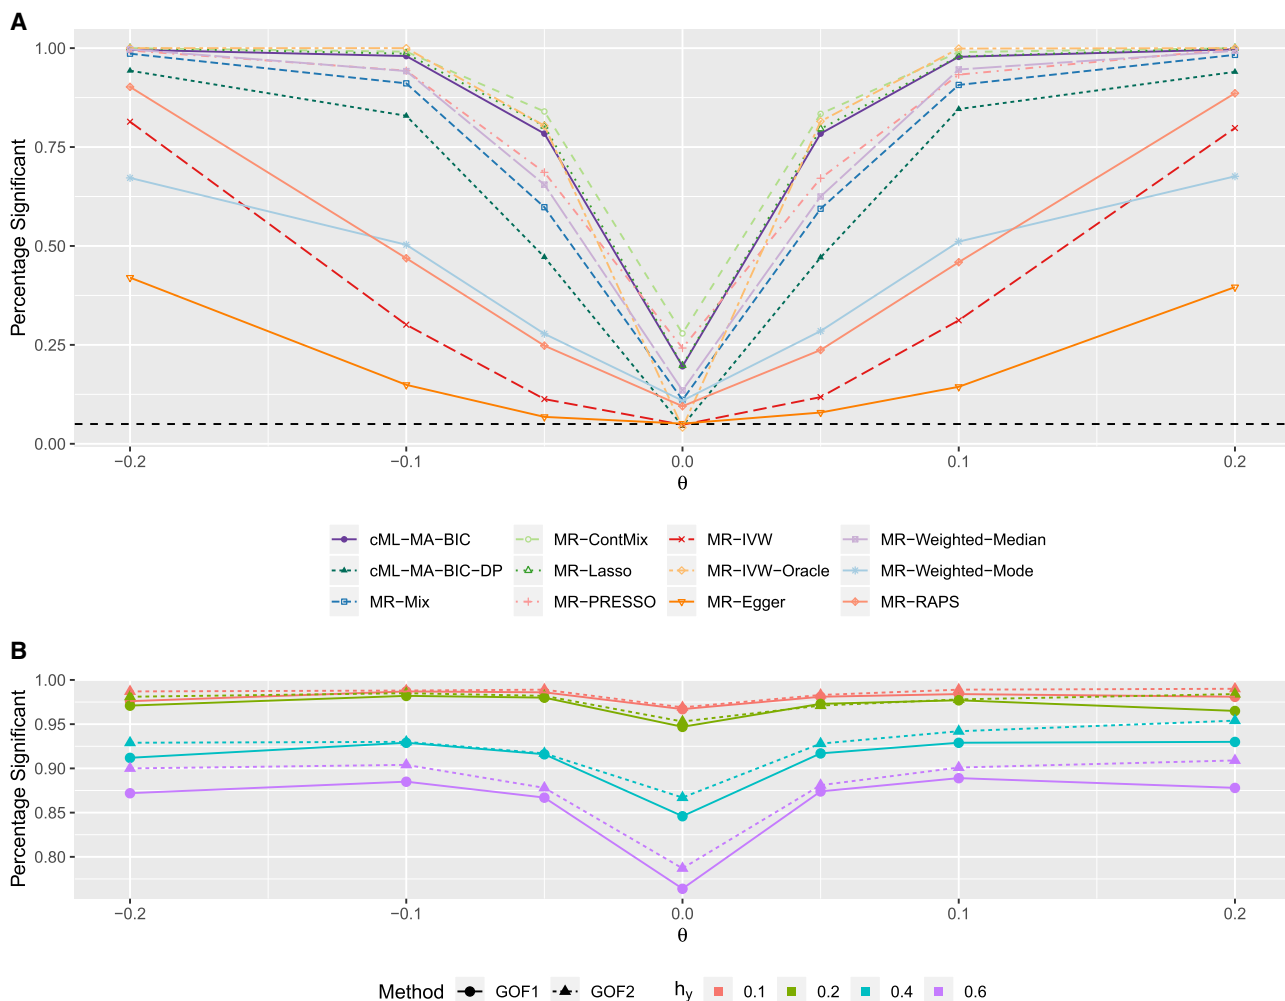 A
Percentage Significant
1.00
0.75
0.50
0.25
0.00
−0.2 −0.1 0.0 0.1 0.2
θ
cML−MA−BIC MR−ContMix MR−IVW MR−Weighted−Median
cML−MA−BIC−DP MR−Lasso MR−IVW−Oracle MR−Weighted−Mode
MR−Mix MR−PRESSO MR−Egger MR−RAPS
B
Percentage Significant
1.00
0.95
0.90
0.85
0.80
−0.2 −0.1 0.0 0.1 0.2
θ
Method GOF1 GOF2 hy 0.1 0.2 0.4 0.6